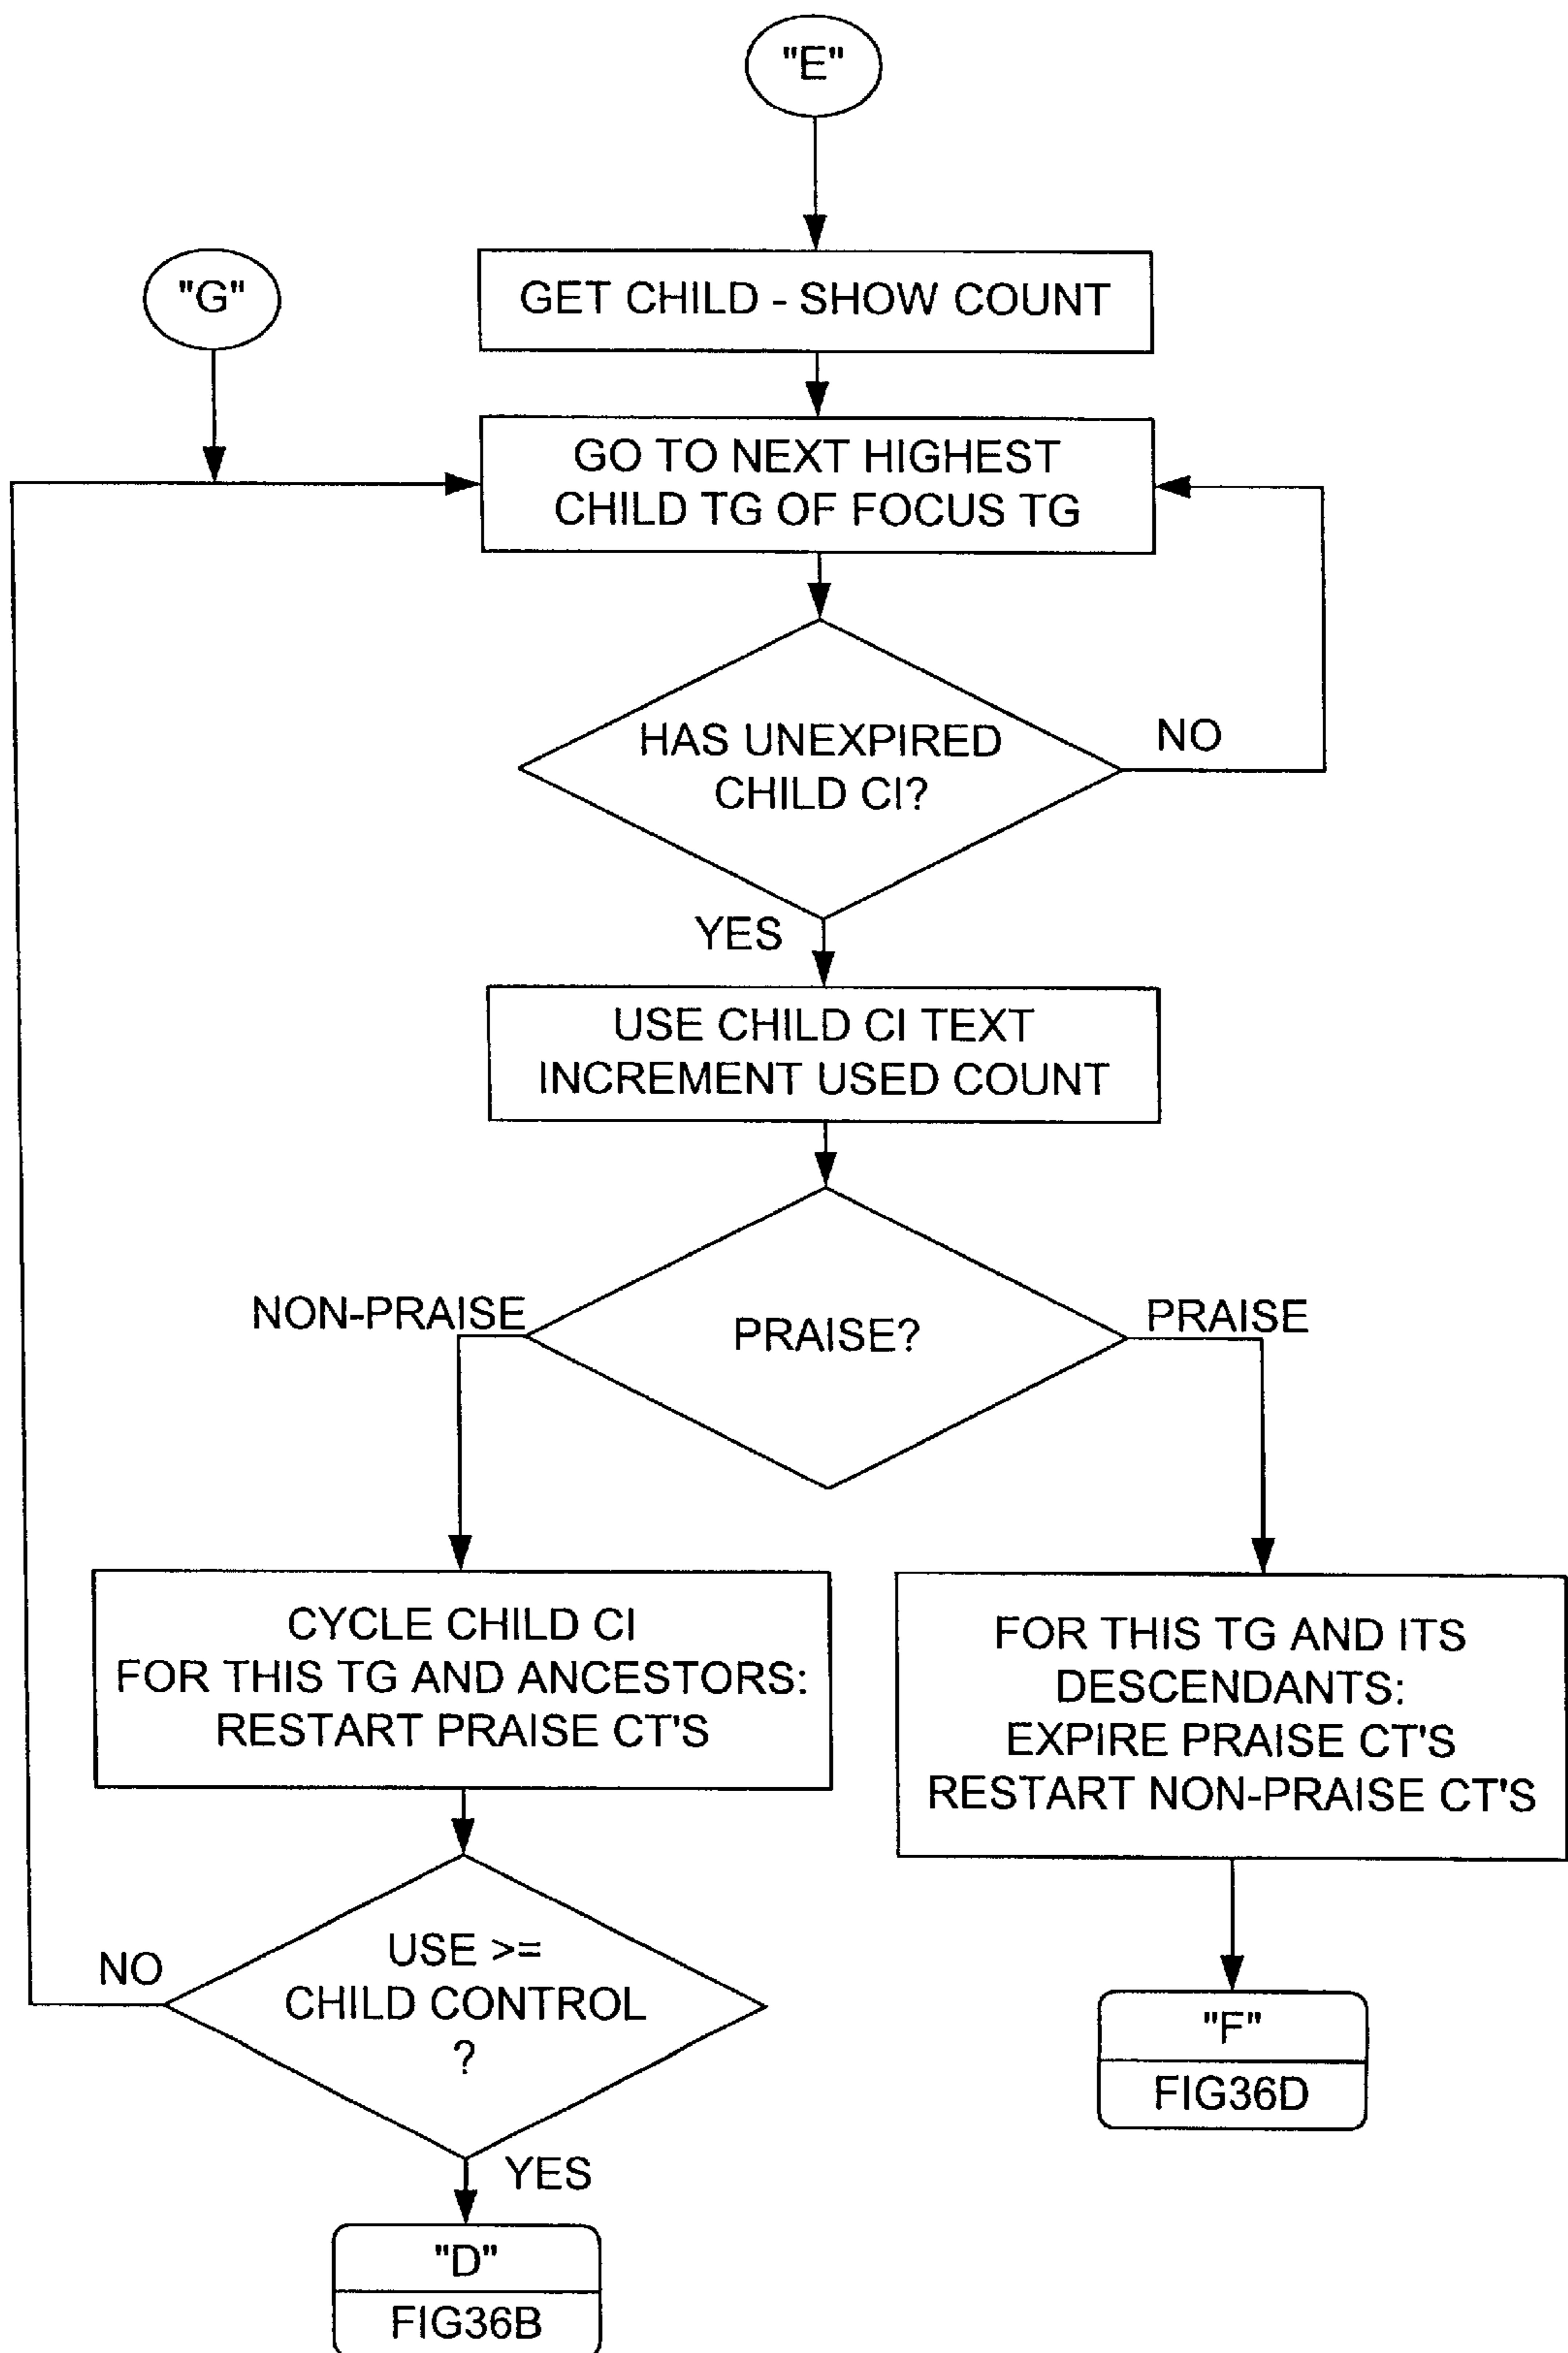 "E"
"G"
GET CHILD - SHOW COUNT
GO TO NEXT HIGHEST
CHILD TG OF FOCUS TG
HAS UNEXPIRED
CHILD CI?
NO
YES
USE CHILD CI TEXT
INCREMENT USED COUNT
NON-PRAISE
PRAISE?
PRAISE
CYCLE CHILD CI
FOR THIS TG AND ANCESTORS:
RESTART PRAISE CT'S
FOR THIS TG AND ITS
DESCENDANTS:
EXPIRE PRAISE CT'S
RESTART NON-PRAISE CT'S
NO
USE >=
CHILD CONTROL
?
YES
"F"
FIG36D
"D"
FIG36B